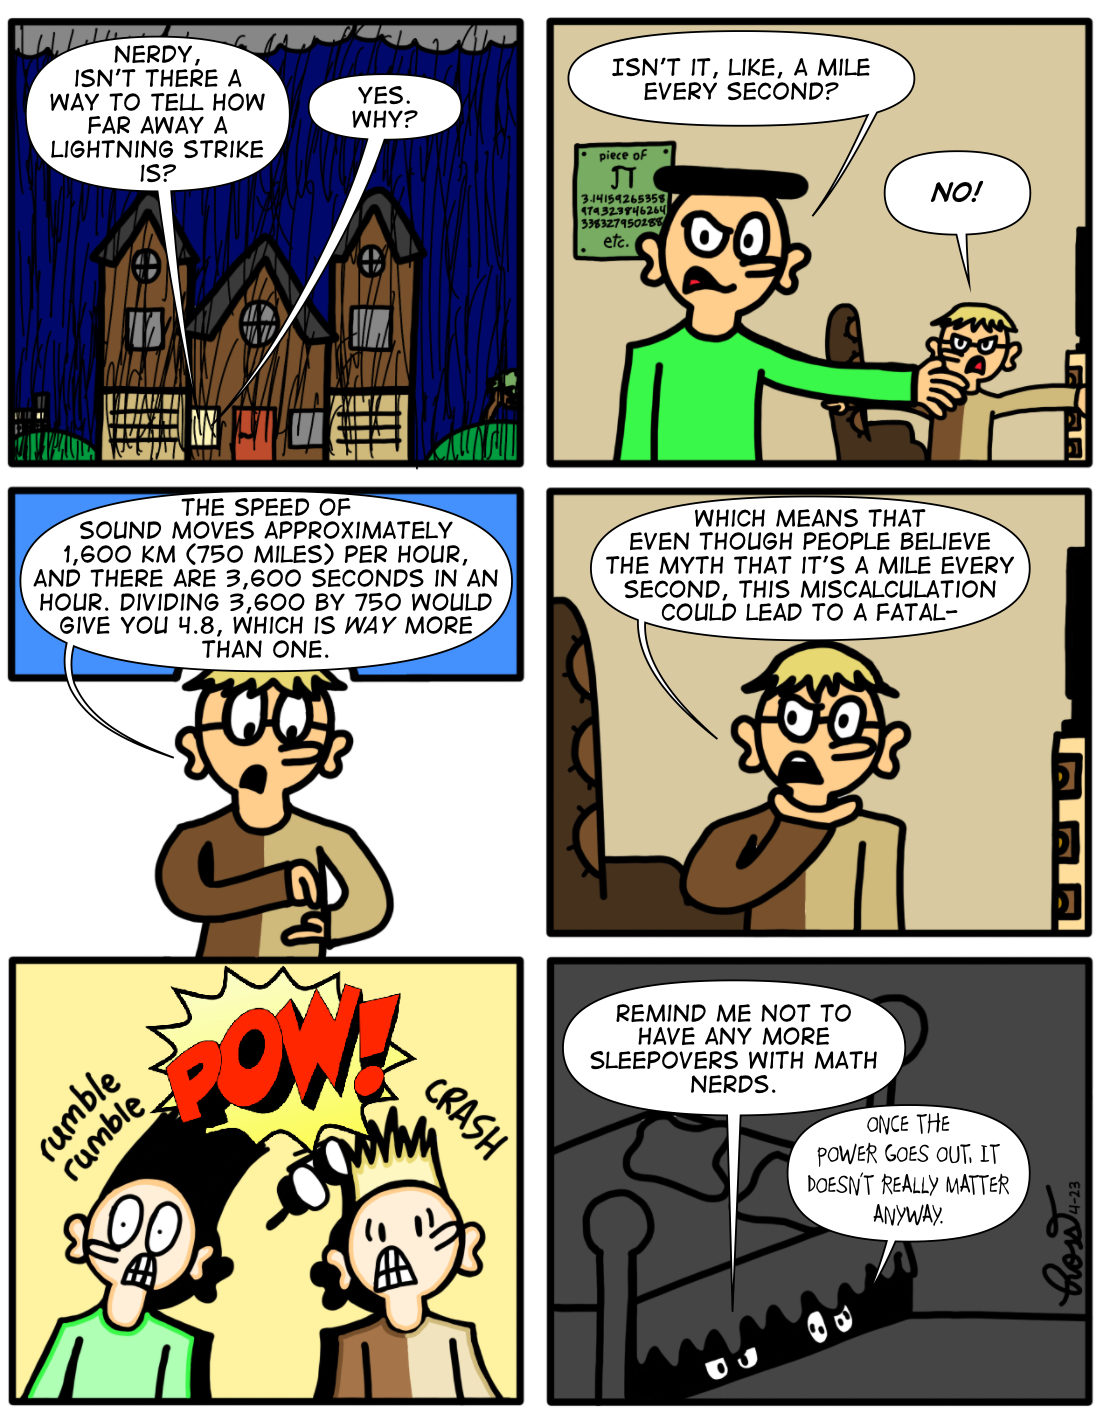 NERDY,
ISN'T THERE A
WAY TO TELL HOW
FAR AWAY A
LIGHTNING STRIKE
IS?
YES.
WHY?
ISN'T IT, LIKE, A MILE
EVERY SECOND?
NO!
piece of
π
3.14159265358
979323846264
338327950288
etc.
THE SPEED OF
SOUND MOVES APPROXIMATELY
1,600 KM (750 MILES) PER HOUR,
AND THERE ARE 3,600 SECONDS IN AN
HOUR. DIVIDING 3,600 BY 750 WOULD
GIVE YOU 4.8, WHICH IS WAY MORE
THAN ONE.
WHICH MEANS THAT
EVEN THOUGH PEOPLE BELIEVE
THE MYTH THAT IT'S A MILE EVERY
SECOND, THIS MISCALCULATION
COULD LEAD TO A FATAL-
POW!
rumble
rumble
CRASH
REMIND ME NOT TO
HAVE ANY MORE
SLEEPOVERS WITH MATH
NERDS.
ONCE THE
POWER GOES OUT, IT
DOESN'T REALLY MATTER
ANYWAY.
4-23